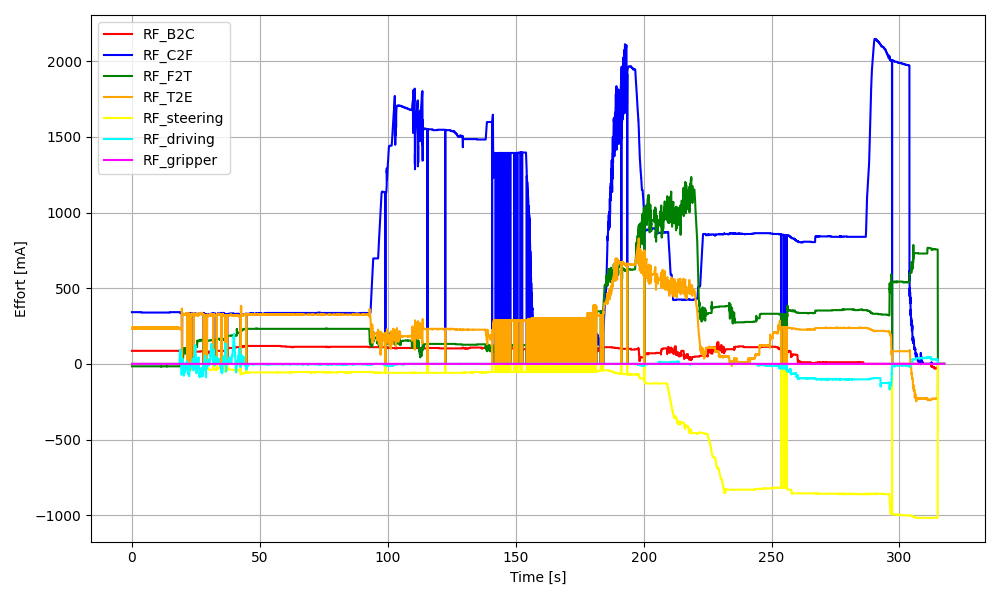 RF_B2C
RF_C2F
RF_F2T
RF_T2E
RF_steering
RF_driving
RF_gripper
Effort [mA]
2000
1500
1000
500
0
−500
−1000
0 50 100 150 200 250 300
Time [s]